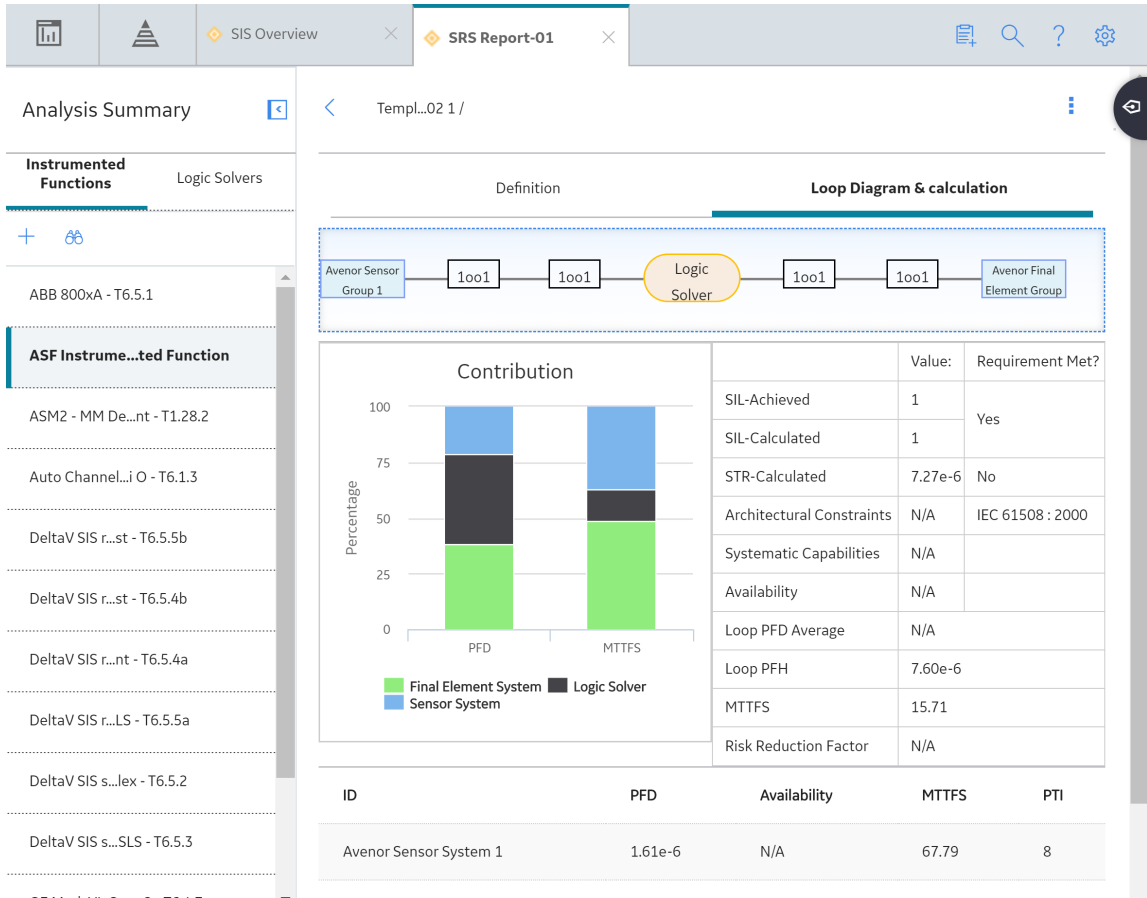 SIS Overview
SRS Report-01
?
Analysis Summary
Templ...02 1 /
Instrumented
Functions
Logic Solvers
Definition
Loop Diagram & calculation
ABB 800xA - T6.5.1
ASF Instrume...ted Function
ASM2 - MM De...nt - T1.28.2
Auto Channel...i O - T6.1.3
DeltaV SIS r...st - T6.5.5b
DeltaV SIS r...st - T6.5.4b
DeltaV SIS r...nt - T6.5.4a
DeltaV SIS r...LS - T6.5.5a
DeltaV SIS s...lex - T6.5.2
DeltaV SIS s...SLS - T6.5.3
Avenor Sensor
Group 1
1oo1
1oo1
Logic
Solver
1oo1
1oo1
Avenor Final
Element Group
Contribution
100
75
50
25
0
Percentage
PFD
MTTFS
Final Element System
Logic Solver
Sensor System
Value: Requirement Met?
SIL-Achieved 1
Yes
SIL-Calculated 1
STR-Calculated 7.27e-6 No
Architectural Constraints N/A IEC 61508 : 2000
Systematic Capabilities N/A
Availability N/A
Loop PFD Average N/A
Loop PFH 7.60e-6
MTTFS 15.71
Risk Reduction Factor N/A
ID PFD Availability MTTFS PTI
Avenor Sensor System 1 1.61e-6 N/A 67.79 8